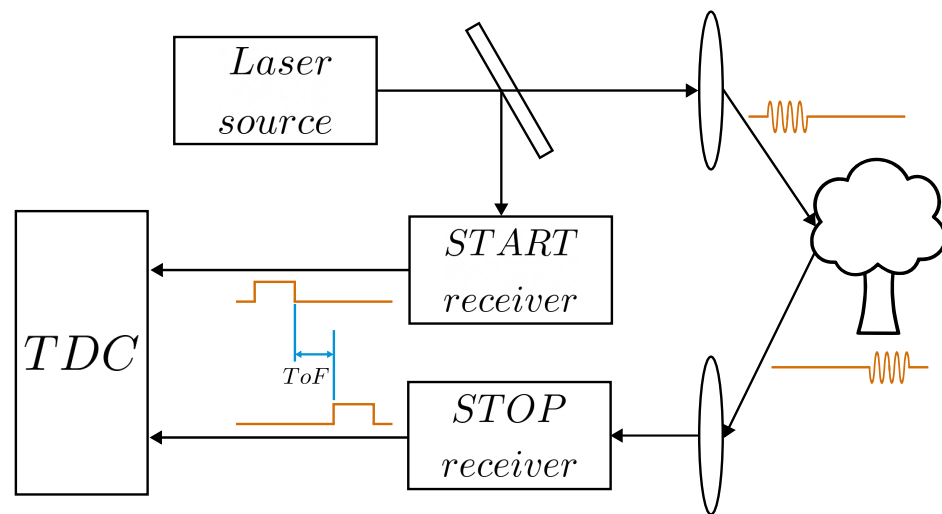 Laser
source
START
receiver
TDC
ToF
STOP
receiver